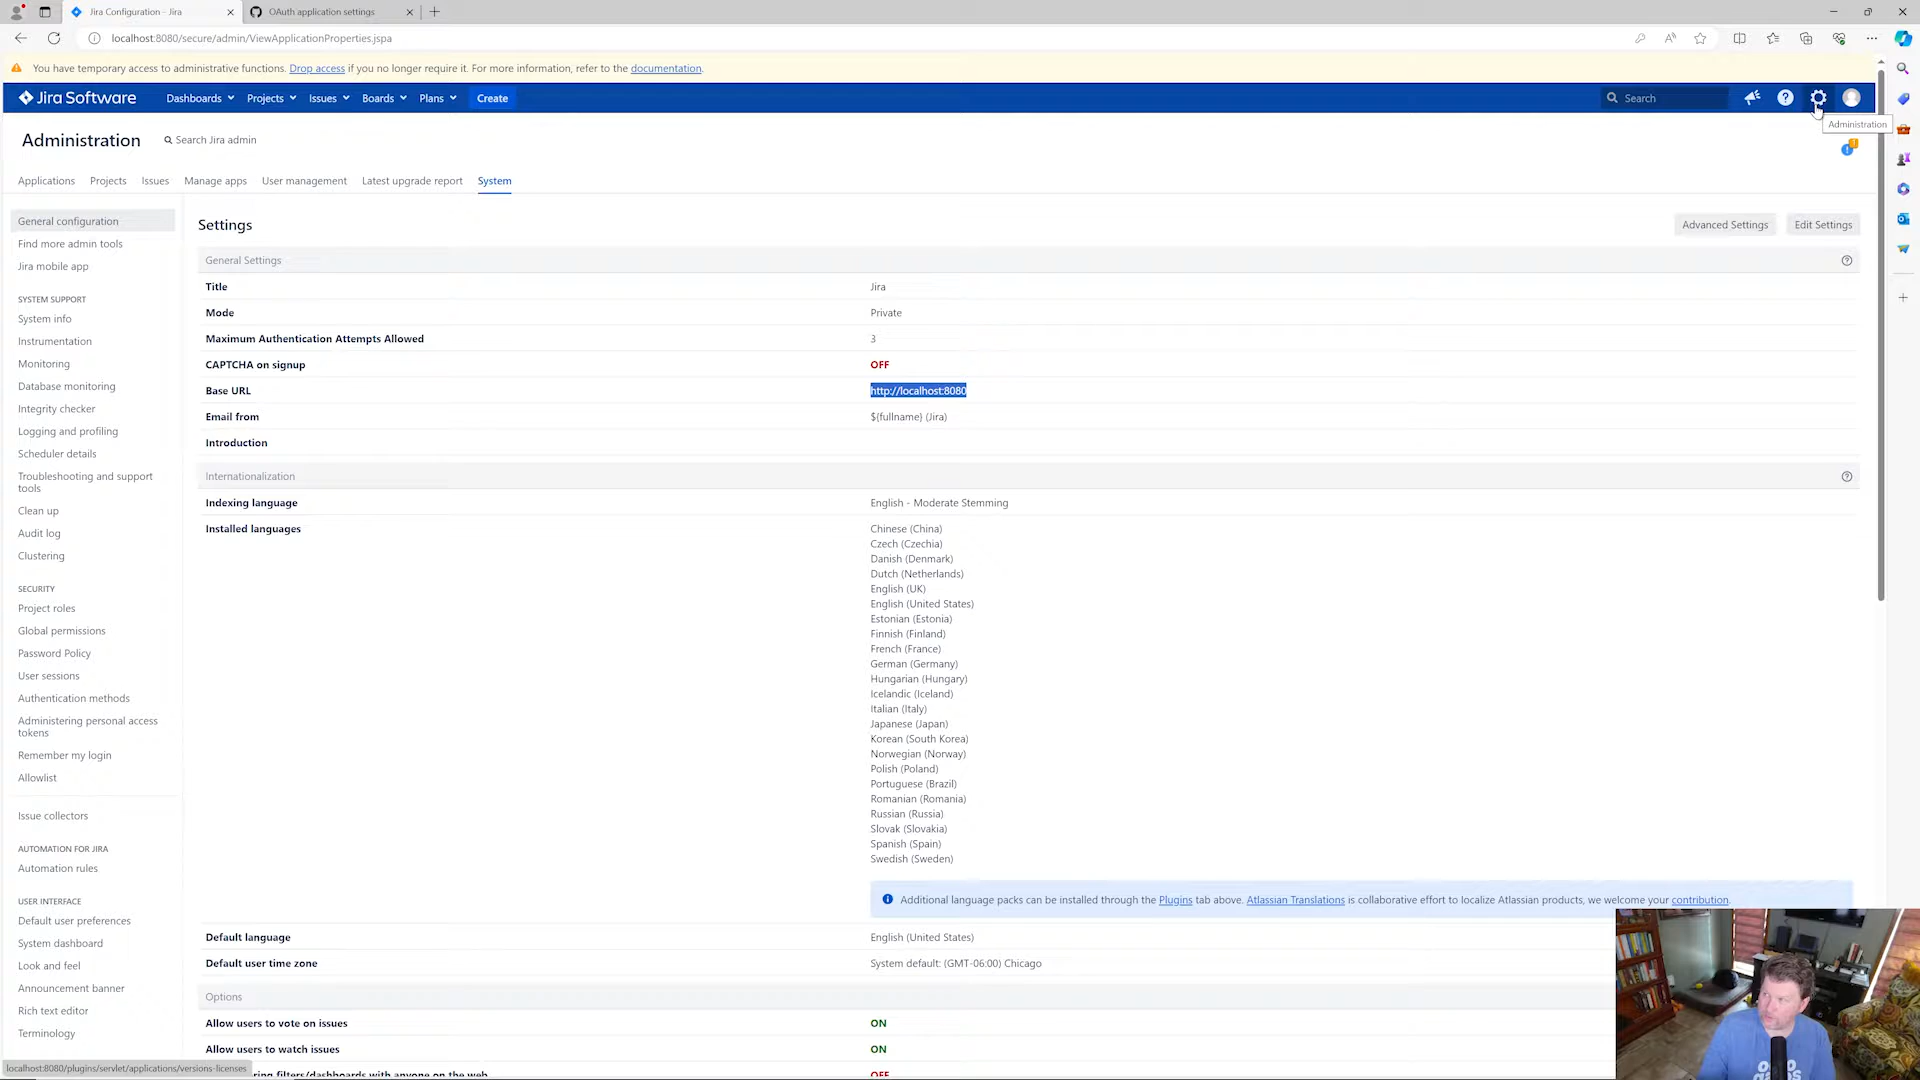 Jira Configuration - Jira
OAuth application settings
localhost:8080/secure/admin/ViewApplicationProperties.jspa
You have temporary access to administrative functions. Drop access if you no longer require it. For more information, refer to the documentation.
Jira Software Dashboards Projects Issues Boards Plans Create Search
Administration
Administration Search Jira admin
Applications Projects Issues Manage apps User management Latest upgrade report System
General configuration
Find more admin tools
Jira mobile app
SYSTEM SUPPORT
System info
Instrumentation
Monitoring
Database monitoring
Integrity checker
Logging and profiling
Scheduler details
Troubleshooting and support
tools
Clean up
Audit log
Clustering
SECURITY
Project roles
Global permissions
Password Policy
User sessions
Authentication methods
Administering personal access
tokens
Remember my login
Allowlist
Issue collectors
AUTOMATION FOR JIRA
Automation rules
USER INTERFACE
Default user preferences
System dashboard
Look and feel
Announcement banner
Rich text editor
Terminology
Settings Advanced Settings Edit Settings
General Settings
Title Jira
Mode Private
Maximum Authentication Attempts Allowed 3
CAPTCHA on signup OFF
Base URL http://localhost:8080
Email from ${fullname} (Jira)
Introduction
Internationalization
Indexing language English - Moderate Stemming
Installed languages Chinese (China)
Czech (Czechia)
Danish (Denmark)
Dutch (Netherlands)
English (UK)
English (United States)
Estonian (Estonia)
Finnish (Finland)
French (France)
German (Germany)
Hungarian (Hungary)
Icelandic (Iceland)
Italian (Italy)
Japanese (Japan)
Korean (South Korea)
Norwegian (Norway)
Polish (Poland)
Portuguese (Brazil)
Romanian (Romania)
Russian (Russia)
Slovak (Slovakia)
Spanish (Spain)
Swedish (Sweden)
Additional language packs can be installed through the Plugins tab above. Atlassian Translations is collaborative effort to localize Atlassian products, we welcome your contribution.
Default language English (United States)
Default user time zone System default: (GMT-06:00) Chicago
Options
Allow users to vote on issues ON
Allow users to watch issues ON
ring filters/dashboards with anyone on the web OFF
localhost:8080/plugins/servlet/applications/versions-licenses